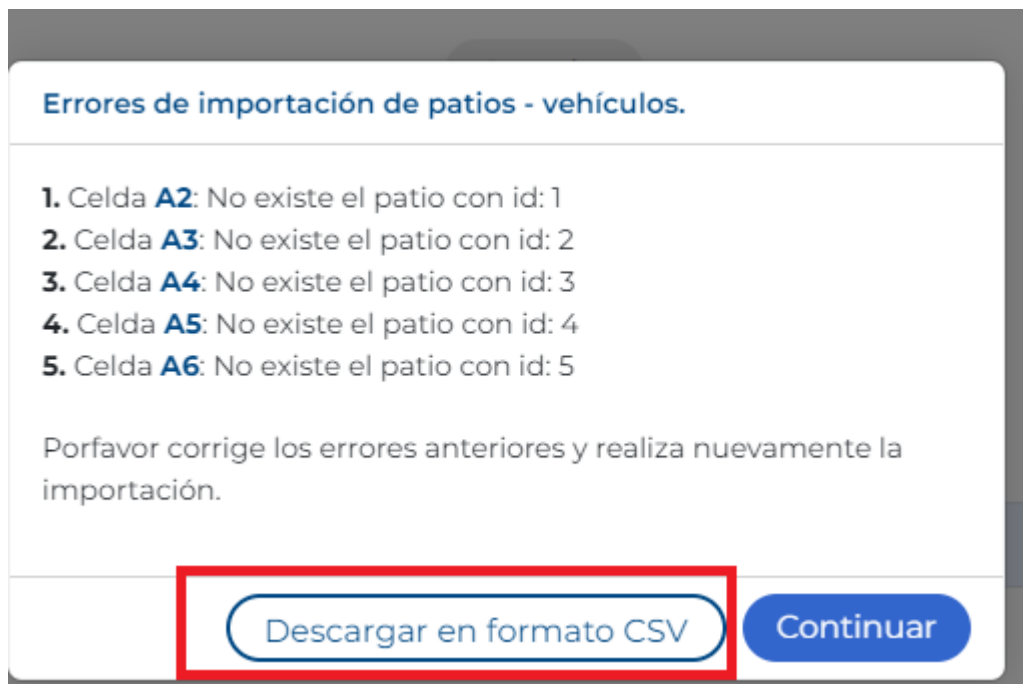 Errores de importación de patios - vehículos.
1. Celda A2: No existe el patio con id: 1
2. Celda A3: No existe el patio con id: 2
3. Celda A4: No existe el patio con id: 3
4. Celda A5: No existe el patio con id: 4
5. Celda A6: No existe el patio con id: 5
Porfavor corrige los errores anteriores y realiza nuevamente la
importación.
Descargar en formato CSV
Continuar